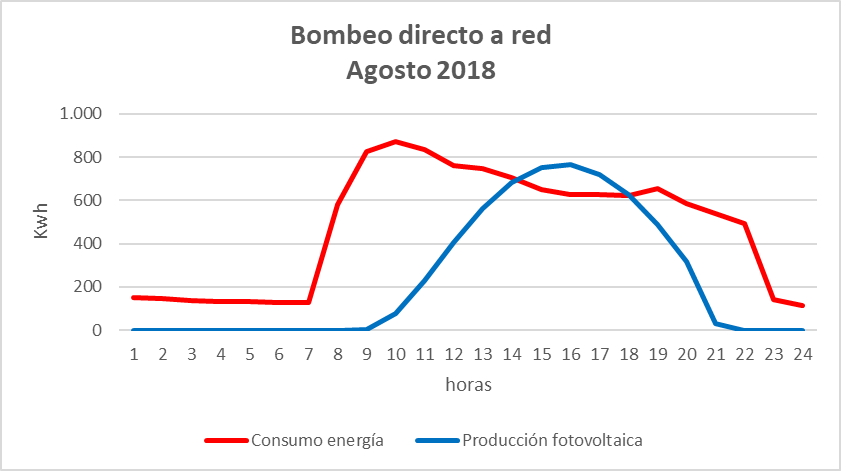 Bombeo directo a red
Agosto 2018
1.000
800
600
400
200
0
Kwh
1 2 3 4 5 6 7 8 9 10 11 12 13 14 15 16 17 18 19 20 21 22 23 24
horas
Consumo energía Producción fotovoltaica